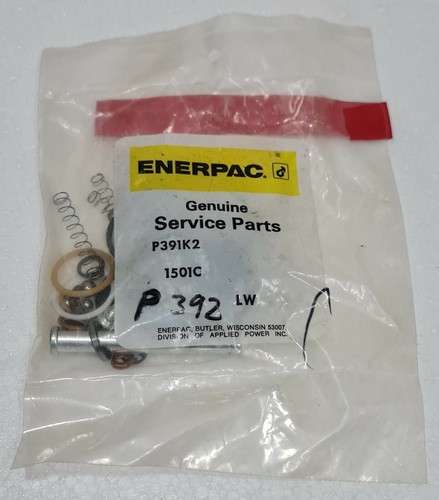 ENERPAC.
Genuine
Service Parts
P391K2
1501C
P 392 LW
ENERPAC, BUTLER, WISCONSIN 53007
DIVISION OF APPLIED POWER INC.